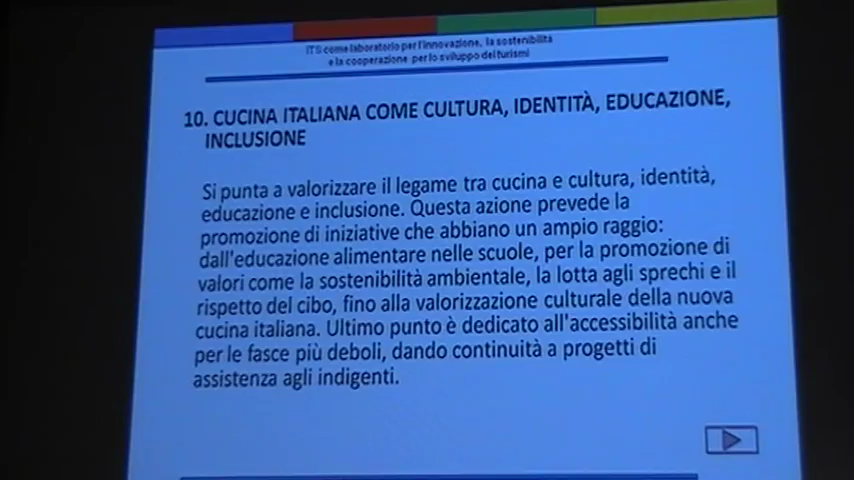 ITS come laboratorio per l'innovazione, la sostenibilità
e la cooperazione per lo sviluppo dei turismi
10. CUCINA ITALIANA COME CULTURA, IDENTITÀ, EDUCAZIONE,
INCLUSIONE
Si punta a valorizzare il legame tra cucina e cultura, identità,
educazione e inclusione. Questa azione prevede la
promozione di iniziative che abbiano un ampio raggio:
dall'educazione alimentare nelle scuole, per la promozione di
valori come la sostenibilità ambientale, la lotta agli sprechi e il
rispetto del cibo, fino alla valorizzazione culturale della nuova
cucina italiana. Ultimo punto è dedicato all'accessibilità anche
per le fasce più deboli, dando continuità a progetti di
assistenza agli indigenti.